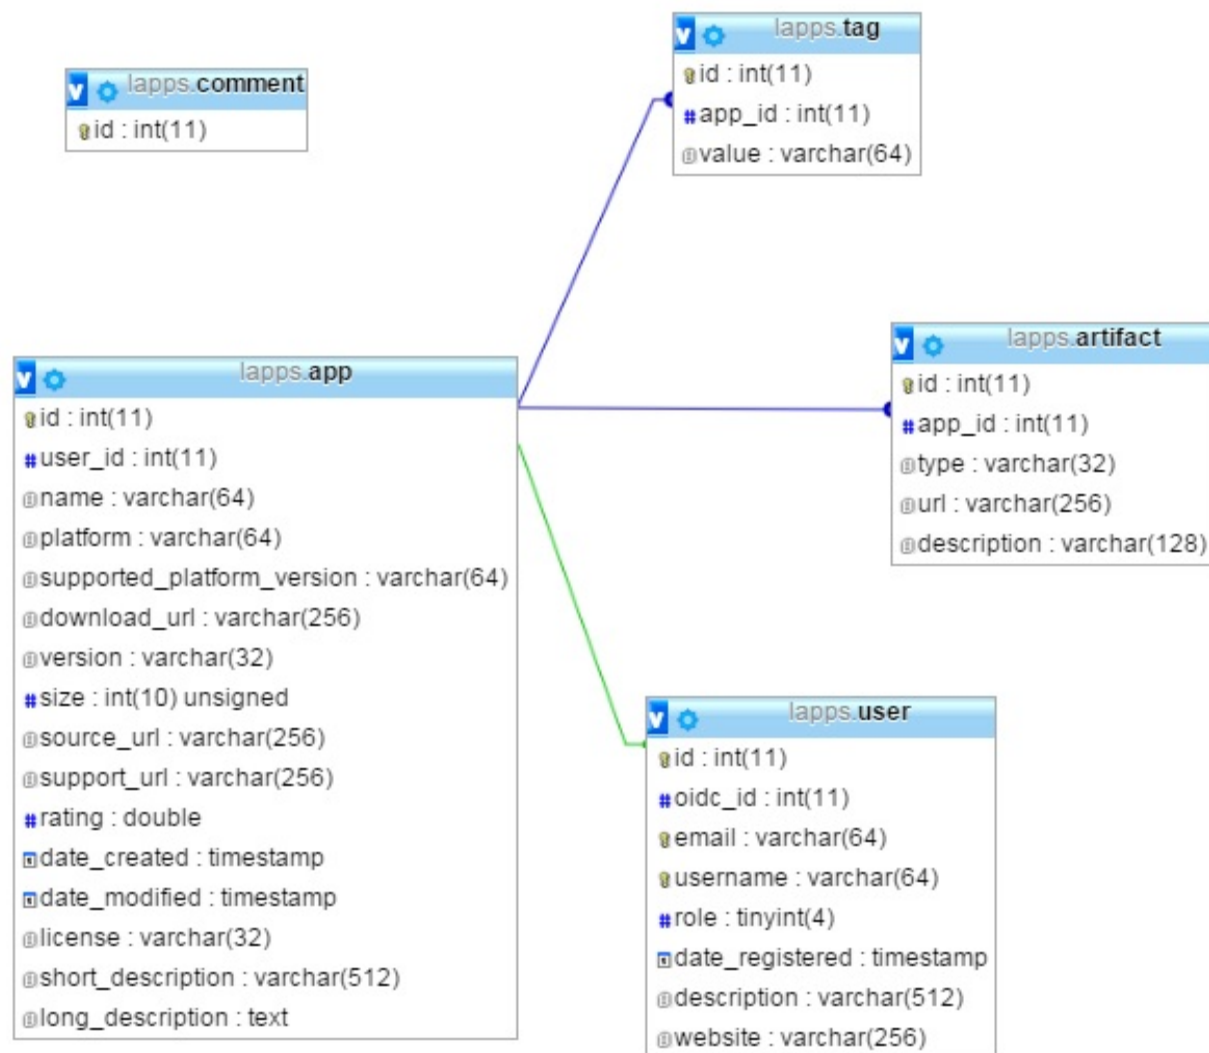 lapps.comment
id : int(11)
lapps.tag
id : int(11)
app_id : int(11)
value : varchar(64)
lapps.artifact
id : int(11)
app_id : int(11)
type : varchar(32)
url : varchar(256)
description : varchar(128)
lapps.app
id : int(11)
user_id : int(11)
name : varchar(64)
platform : varchar(64)
supported_platform_version : varchar(64)
download_url : varchar(256)
version : varchar(32)
size : int(10) unsigned
source_url : varchar(256)
support_url : varchar(256)
rating : double
date_created : timestamp
date_modified : timestamp
license : varchar(32)
short_description : varchar(512)
long_description : text
lapps.user
id : int(11)
oidc_id : int(11)
email : varchar(64)
username : varchar(64)
role : tinyint(4)
date_registered : timestamp
description : varchar(512)
website : varchar(256)